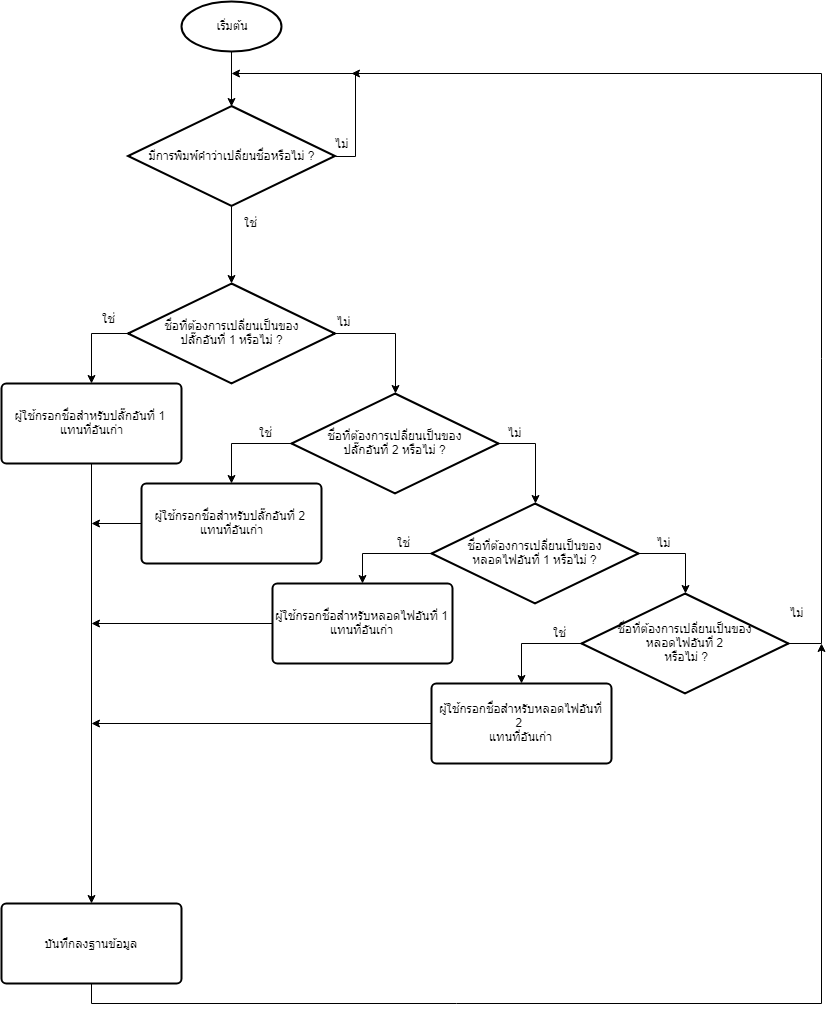 เริ่มต้น
มีการพิมพ์คำว่าเปลี่ยนชื่อหรือไม่ ?
ไม่
ใช่
ชื่อที่ต้องการเปลี่ยนเป็นของ
ปลั๊กอันที่ 1 หรือไม่ ?
ใช่
ไม่
ผู้ใช้กรอกชื่อสำหรับปลั๊กอันที่ 1
แทนที่อันเก่า
ชื่อที่ต้องการเปลี่ยนเป็นของ
ปลั๊กอันที่ 2 หรือไม่ ?
ใช่
ไม่
ผู้ใช้กรอกชื่อสำหรับปลั๊กอันที่ 2
แทนที่อันเก่า
ชื่อที่ต้องการเปลี่ยนเป็นของ
หลอดไฟอันที่ 1 หรือไม่ ?
ใช่
ไม่
ผู้ใช้กรอกชื่อสำหรับหลอดไฟอันที่ 1
แทนที่อันเก่า
ชื่อที่ต้องการเปลี่ยนเป็นของ
หลอดไฟอันที่ 2
หรือไม่ ?
ใช่
ไม่
ผู้ใช้กรอกชื่อสำหรับหลอดไฟอันที่
2
แทนที่อันเก่า
บันทึกลงฐานข้อมูล